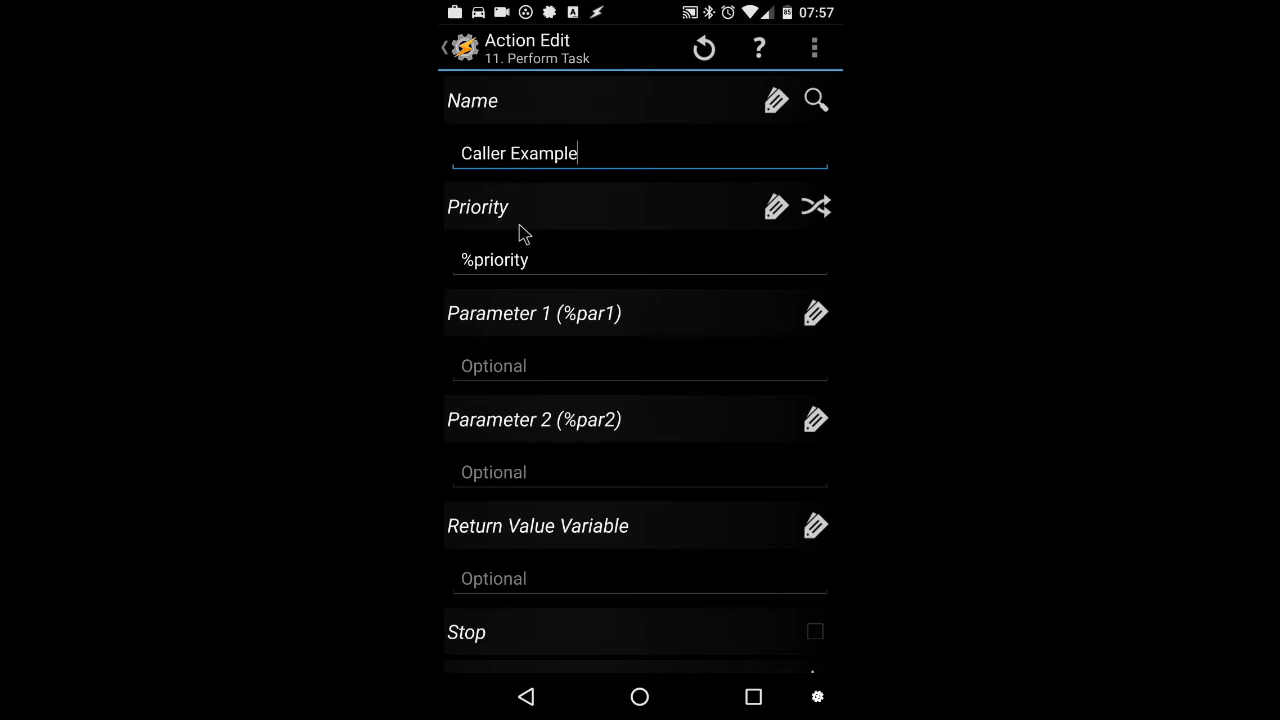 85 07:57
Action Edit
11. Perform Task
Name
Caller Example
Priority
%priority
Parameter 1 (%par1)
Optional
Parameter 2 (%par2)
Optional
Return Value Variable
Optional
Stop